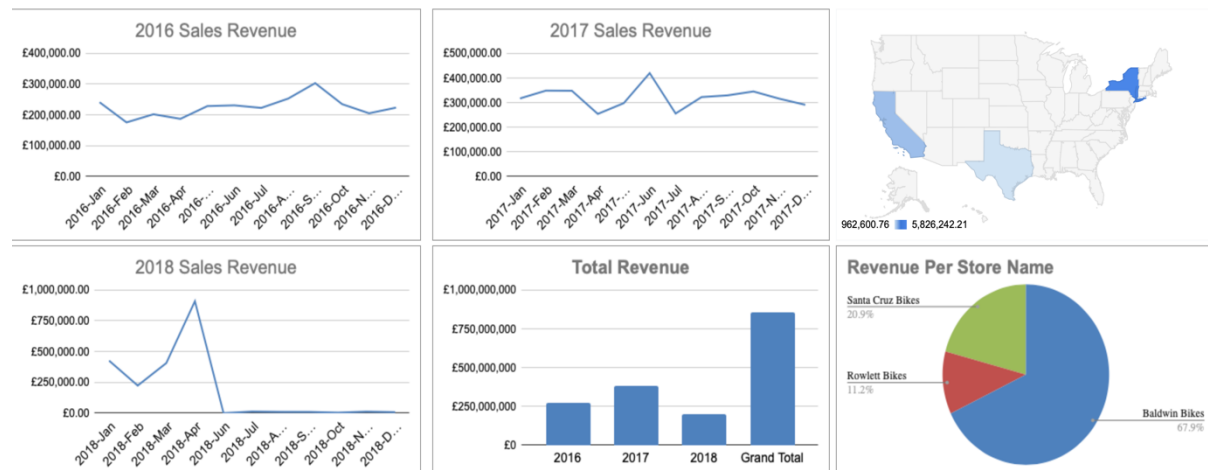 2016 Sales Revenue
£400,000.00
£300,000.00
£200,000.00
£100,000.00
£0.00
2016-Jan
2016-Feb
2016-Mar
2016-Apr
2016-…
2016-Jun
2016-Jul
2016-A…
2016-S…
2016-Oct
2016-N…
2016-D…
2017 Sales Revenue
£500,000.00
£400,000.00
£300,000.00
£200,000.00
£100,000.00
£0.00
2017-Jan
2017-Feb
2017-Mar
2017-Apr
2017-…
2017-Jun
2017-Jul
2017-A…
2017-S…
2017-Oct
2017-N…
2017-D…
962,600.76 5,826,242.21
2018 Sales Revenue
£1,000,000.00
£750,000.00
£500,000.00
£250,000.00
£0.00
2018-Jan
2018-Feb
2018-Mar
2018-Apr
2018-Jun
2018-Jul
2018-A…
2018-S…
2018-Oct
2018-N…
2018-D…
Total Revenue
£1,000,000,000
£750,000,000
£500,000,000
£250,000,000
£0
2016
2017
2018
Grand Total
Revenue Per Store Name
Santa Cruz Bikes
20.9%
Rowlett Bikes
11.2%
Baldwin Bikes
67.9%